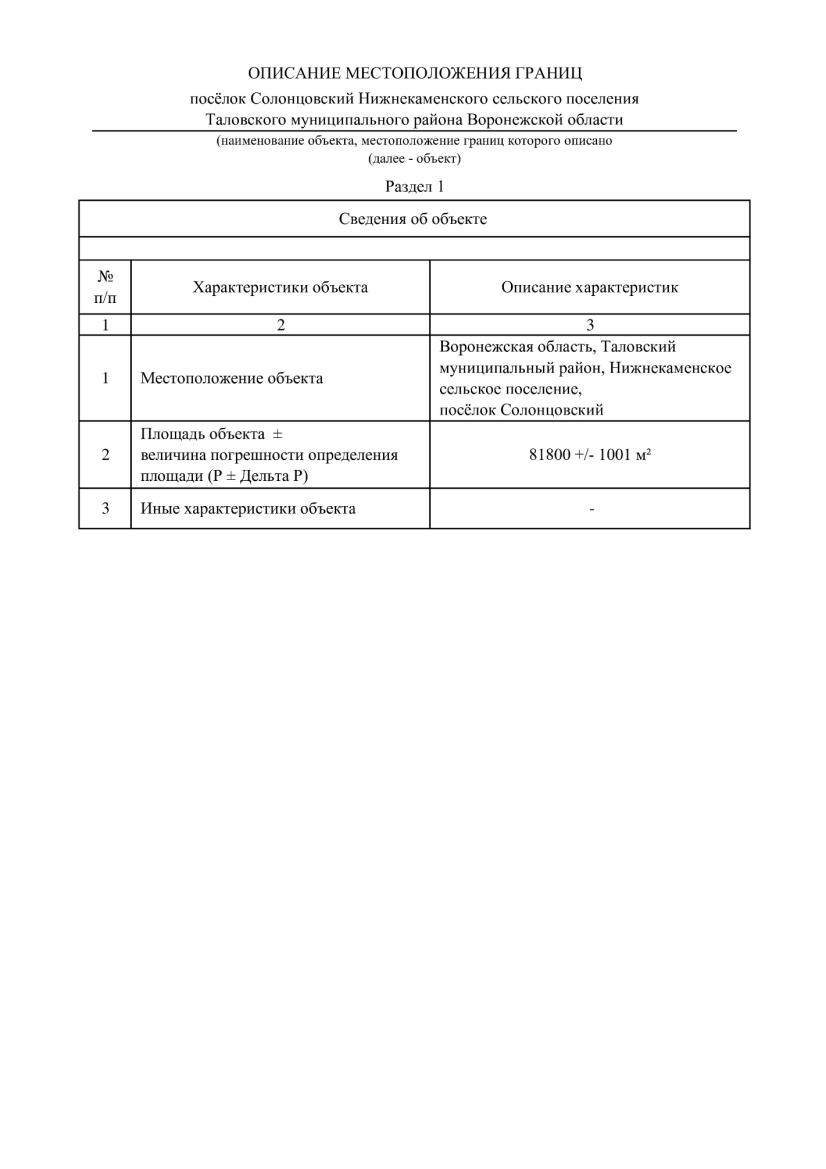 ОПИСАНИЕ МЕСТОПОЛОЖЕНИЯ ГРАНИЦ
посёлок Солонцовский Нижнекаменского сельского поселения
Таловского муниципального района Воронежской области
(наименование объекта, местоположение границ которого описано
(далее - объект)
Раздел 1
Сведения об объекте
№
п/п
Характеристики объекта
Описание характеристик
1
2
3
1
Местоположение объекта
Воронежская область, Таловский
муниципальный район, Нижнекаменское
сельское поселение,
посёлок Солонцовский
2
Площадь объекта ±
величина погрешности определения
площади (Р ± Дельта Р)
81800 +/- 1001 м²
3
Иные характеристики объекта
-